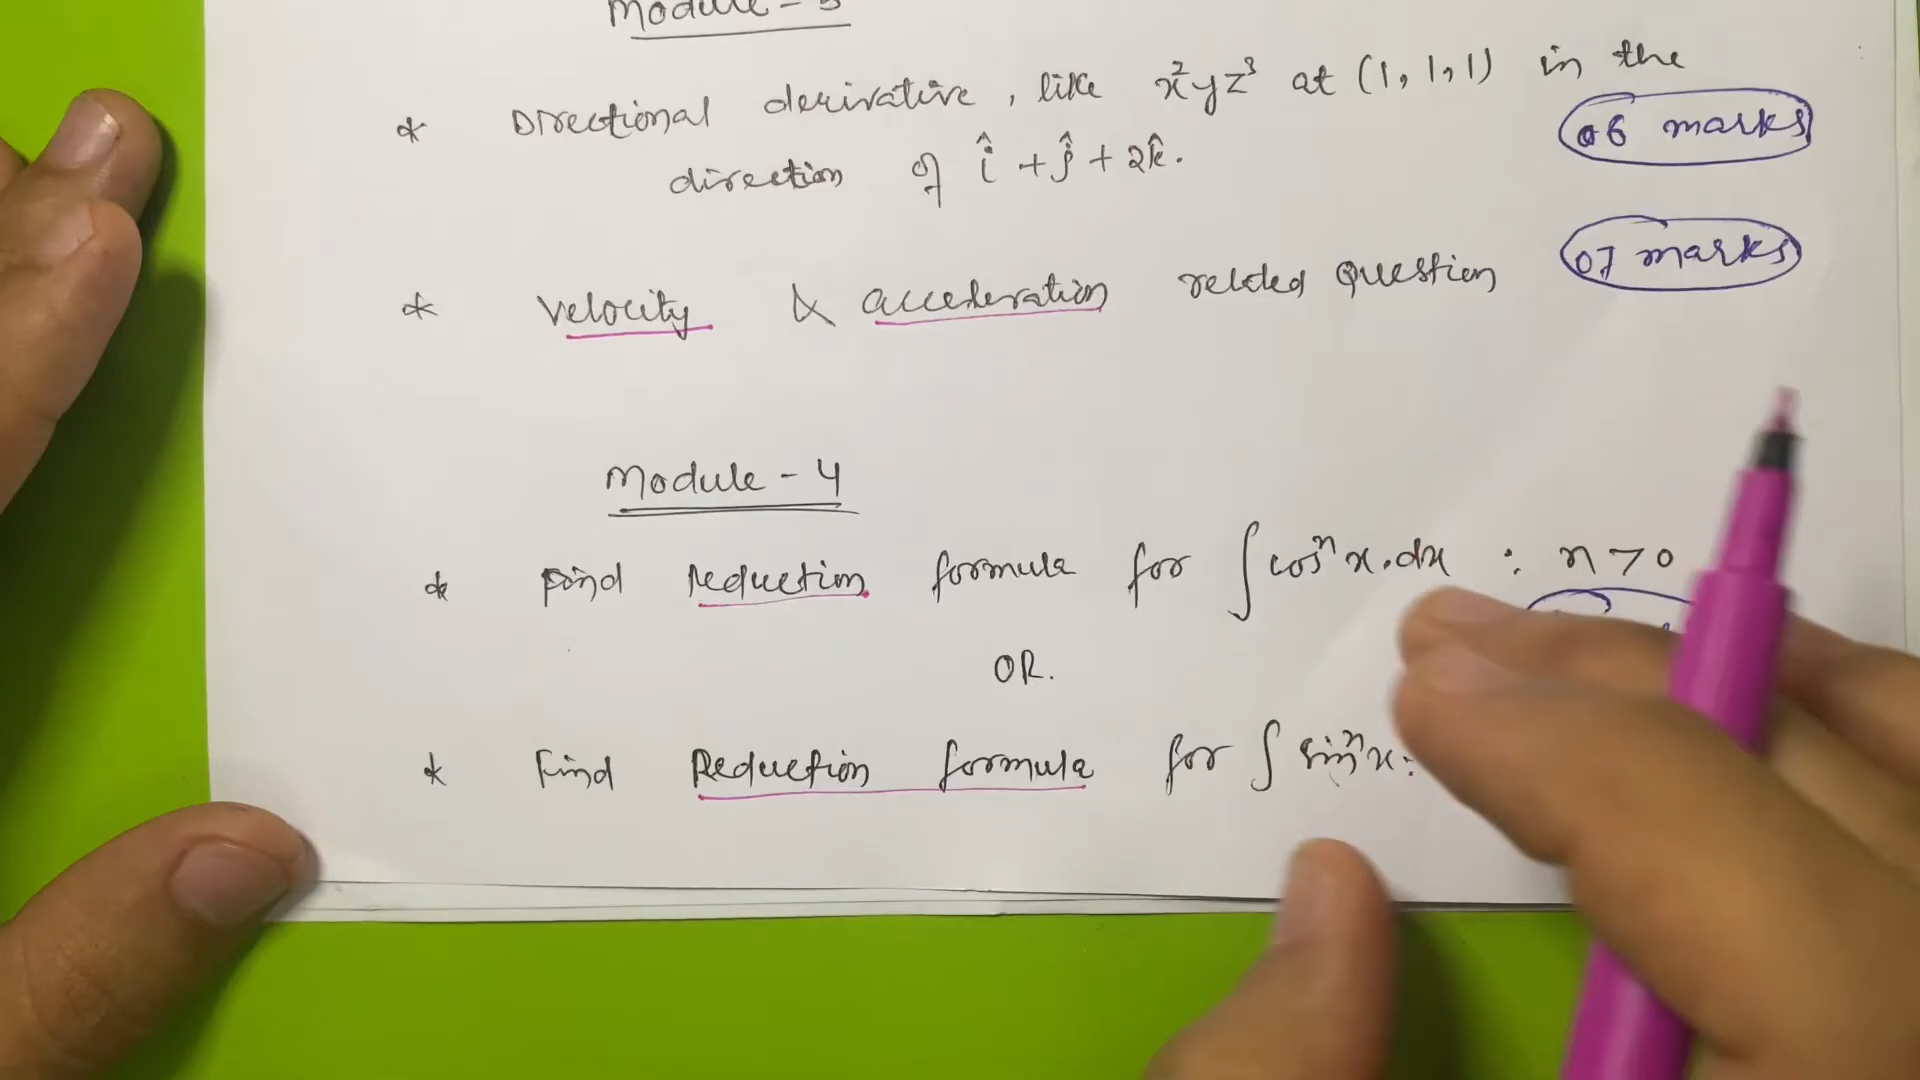 Module - 3
* Directional derivative, like x²yz³ at (1,1,1) in the
direction of î + ĵ + 2k̂.
06 marks
* Velocity & acceleration related question
07 marks
Module - 4
* Find reduction formula for ∫cosⁿx.dx : n>0
OR.
* Find Reduction formula for ∫ sinⁿx: